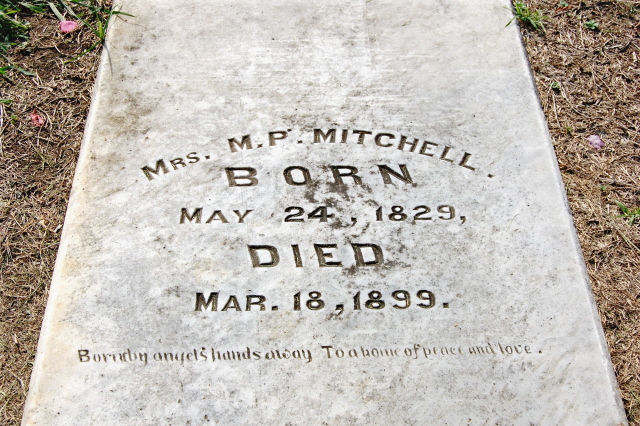 MRS. M.P. MITCHELL.
BORN
MAY 24, 1829,
DIED
MAR. 18, 1899.
Born by angel's hands away To a home of peace and love.